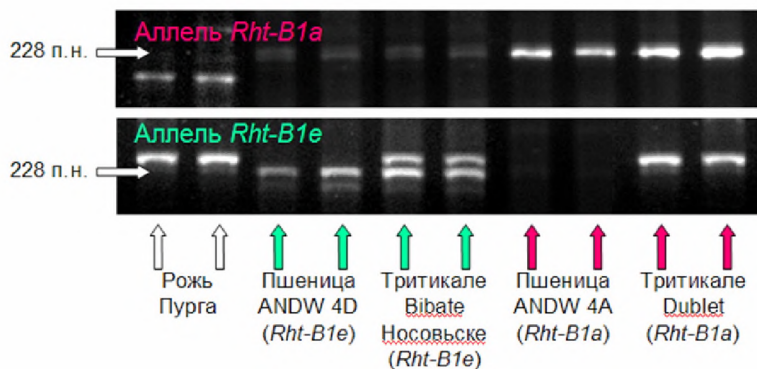 Аллель Rht-B1a
228 п.н.
Аллель Rht-B1e
228 п.н.
Рожь
Пурга
Пшеница
ANDW 4D
(Rht-B1e)
Тритикале
Bibate
Носовьске
(Rht-B1e)
Пшеница
ANDW 4A
(Rht-B1a)
Тритикале
Dublet
(Rht-B1a)